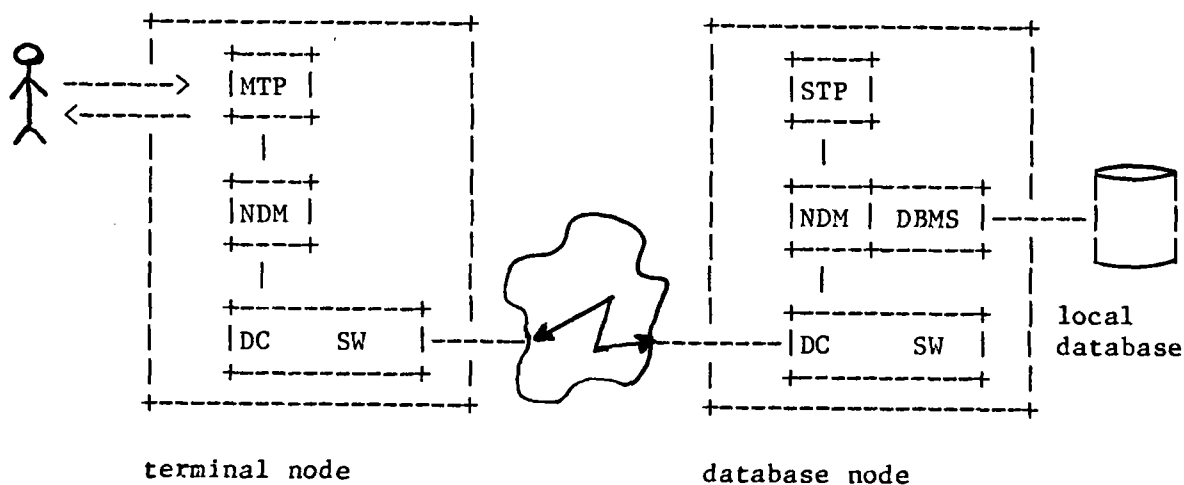 MTP
STP
NDM
NDM DBMS
DC SW
DC SW
local
database
terminal node
database node